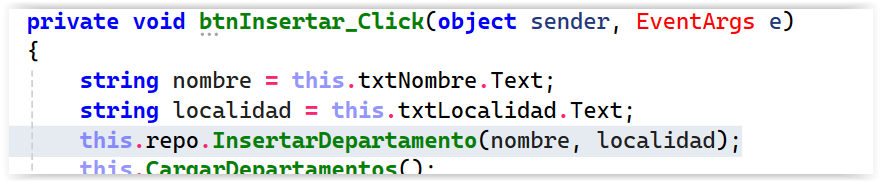 private void btnInsertar_Click(object sender, EventArgs e)
{
string nombre = this.txtNombre.Text;
string localidad = this.txtLocalidad.Text;
this.repo.InsertarDepartamento(nombre, localidad);
this.CargarDepartamentos();